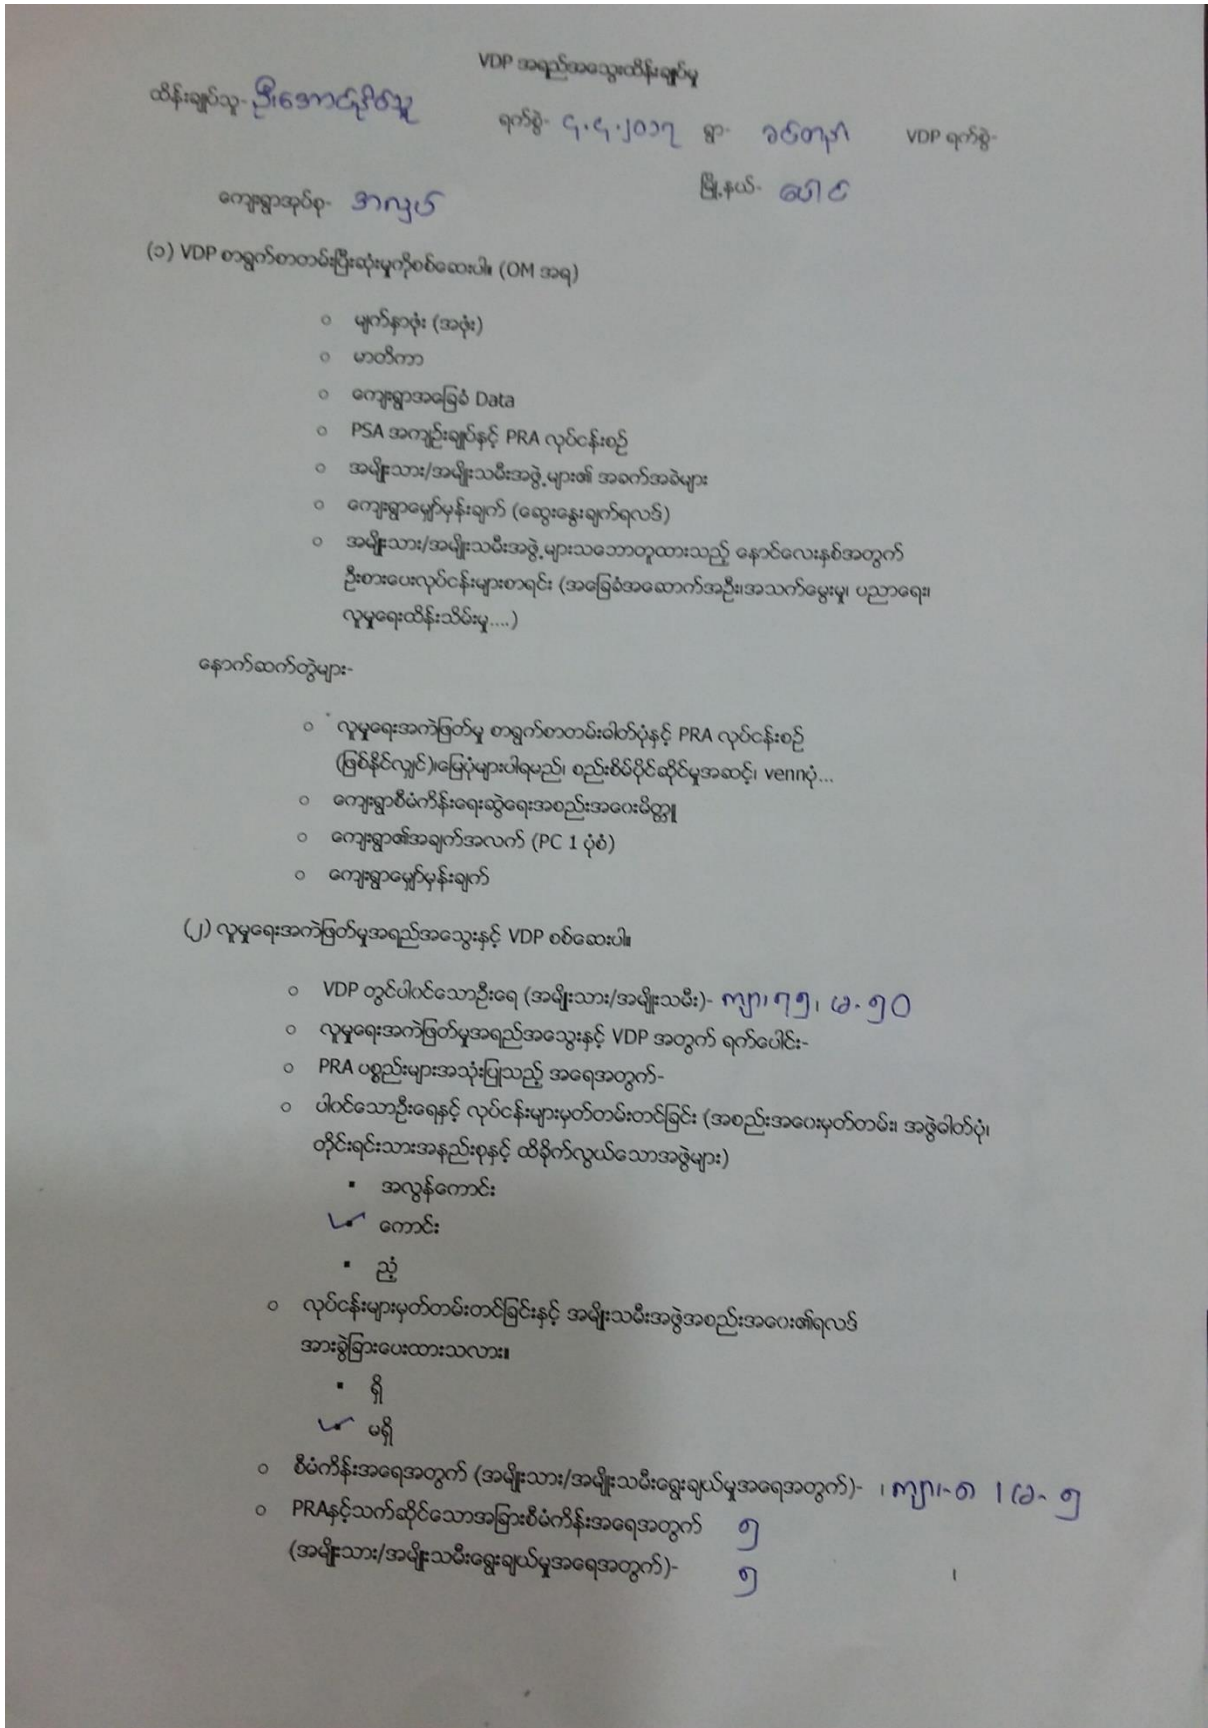 VDP အရည်အသွေးထိန်းချုပ်မှု
ထိန်းချုပ်သူ- ဦးအောင်
ရက်စွဲ- ၎.၎.၂၀၁၇ ရွာ- VDP ရက်စွဲ-
ကျေးရွာအုပ်စု- အလှပ် မြို့နယ်- ပေါင်
(၁) VDP စာရွက်စာတမ်းပြီးဆုံးမှုကိုစစ်ဆေးပါ။ (OM အရ)
○ မျက်နှာဖုံး (အဖုံး)
○ မာတိကာ
○ ကျေးရွာအခြေခံ Data
○ PSA အကျဉ်းချုပ်နှင့် PRA လုပ်ငန်းစဉ်
○ အမျိုးသား/အမျိုးသမီးအဖွဲ့များ၏ အခက်အခဲများ
○ ကျေးရွာမျှော်မှန်းချက် (ဆွေးနွေးချက်ရလဒ်)
○ အမျိုးသား/အမျိုးသမီးအဖွဲ့များသဘောတူထားသည့် နောင်လေးနှစ်အတွက်
ဦးစားပေးလုပ်ငန်းများစာရင်း (အခြေခံအဆောက်အဦး၊အသက်မွေးမှု၊ ပညာရေး၊
လူမှုရေးထိန်းသိမ်းမှု....)
နောက်ဆက်တွဲများ-
○ လူမှုရေးအကဲဖြတ်မှု စာရွက်စာတမ်းဓါတ်ပုံနှင့် PRA လုပ်ငန်းစဉ်
(ဖြစ်နိုင်လျှင်)၊မြေပုံများပါရမည်၊ စည်းစိမ်ပိုင်ဆိုင်မှုအဆင့်၊ vennပုံ...
○ ကျေးရွာစီမံကိန်းရေးဆွဲရေးအစည်းအဝေးမိတ္တူ
○ ကျေးရွာ၏အချက်အလက် (PC 1 ပုံစံ)
○ ကျေးရွာမျှော်မှန်းချက်
(၂) လူမှုရေးအကဲဖြတ်မှုအရည်အသွေးနှင့် VDP စစ်ဆေးပါ။
○ VDP တွင်ပါဝင်သောဦးရေ (အမျိုးသား/အမျိုးသမီး)- ကျား၇၅၊ မ-၅၀
○ လူမှုရေးအကဲဖြတ်မှုအရည်အသွေးနှင့် VDP အတွက် ရက်ပေါင်း-
○ PRA ပစ္စည်းများအသုံးပြုသည့် အရေအတွက်-
○ ပါဝင်သောဦးရေနှင့် လုပ်ငန်းများမှတ်တမ်းတင်ခြင်း (အစည်းအဝေးမှတ်တမ်း၊ အဖွဲဓါတ်ပုံ၊
တိုင်းရင်းသားအနည်းစုနှင့် ထိခိုက်လွယ်သောအဖွဲများ)
▪ အလွန်ကောင်း
✓ ကောင်း
▪ ညံ့
○ လုပ်ငန်းများမှတ်တမ်းတင်ခြင်းနှင့် အမျိုးသမီးအဖွဲအစည်းအဝေး၏ရလဒ်
အားခွဲခြားပေးထားသလား။
▪ ရှိ
✓ မရှိ
○ စီမံကိန်းအရေအတွက် (အမျိုးသား/အမျိုးသမီးရွေးချယ်မှုအရေအတွက်)- ၊ ကျား-၈ ၊ မ-၅
○ PRAနှင့်သက်ဆိုင်သောအခြားစီမံကိန်းအရေအတွက် ၅
(အမျိုးသား/အမျိုးသမီးရွေးချယ်မှုအရေအတွက်)- ၅